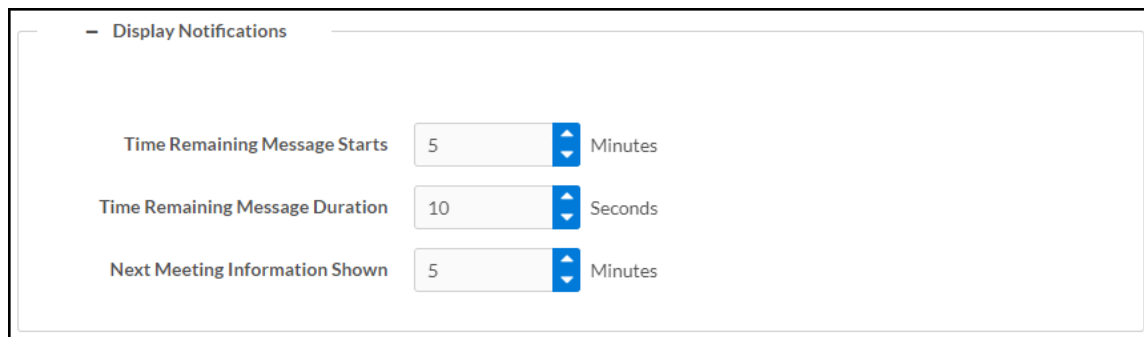 − Display Notifications
Time Remaining Message Starts 5 Minutes
Time Remaining Message Duration 10 Seconds
Next Meeting Information Shown 5 Minutes